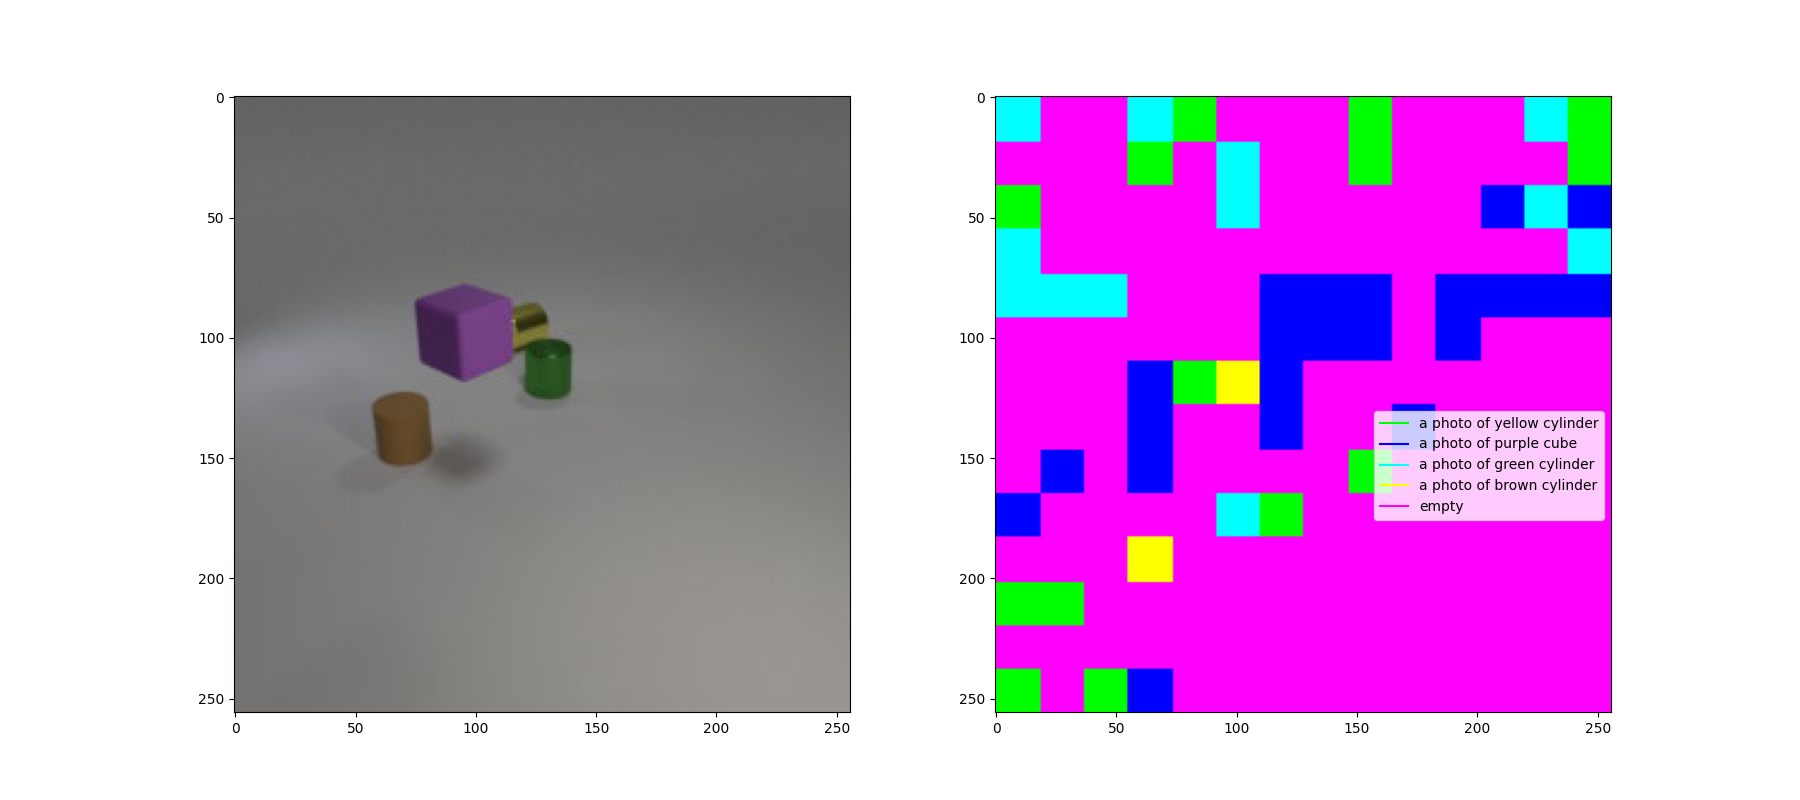 0
50
100
150
200
250
0 50 100 150 200 250
0
50
100
150
200
250
0 50 100 150 200 250
a photo of yellow cylinder
a photo of purple cube
a photo of green cylinder
a photo of brown cylinder
empty